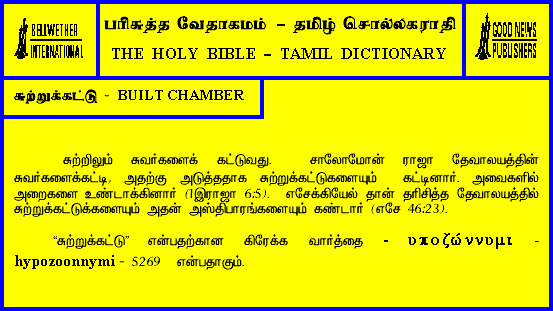 BELLWETHER
INTERNATIONAL
பரிசுத்த வேதாகமம் – தமிழ் சொல்லகராதி
THE HOLY BIBLE – TAMIL DICTIONARY
GOOD NEWS
PUBLISHERS
சுற்றுக்கட்டு - BUILT CHAMBER
சுற்றிலும் சுவர்களைக் கட்டுவது. சாலோமோன் ராஜா தேவாலயத்தின்
சுவர்களைக்கட்டி, அதற்கு அடுத்ததாக சுற்றுக்கட்டுகளையும் கட்டினார். அவைகளில்
அறைகளை உண்டாக்கினார் (1இராஜா 6:5). எசேக்கியேல் தான் தரிசித்த தேவாலயத்தில்
சுற்றுக்கட்டுக்களையும் அதன் அஸ்திபாரங்களையும் கண்டார் (எசே 46:23).
“சுற்றுக்கட்டு” என்பதற்கான கிரேக்க வார்த்தை - υποζώννυμι -
hypozoonnymi - 5269 என்பதாகும்.